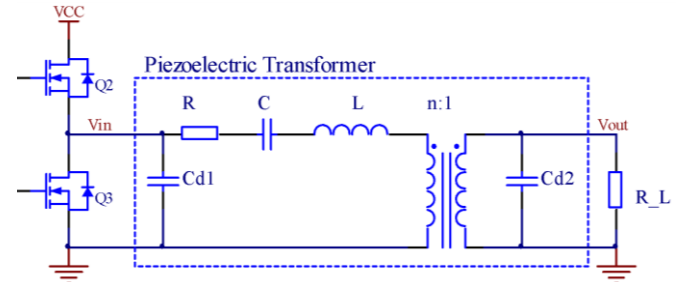 VCC
Piezoelectric Transformer
Q2
R C L n:1
Vin
Vout
Cd1
Cd2
Q3
R_L